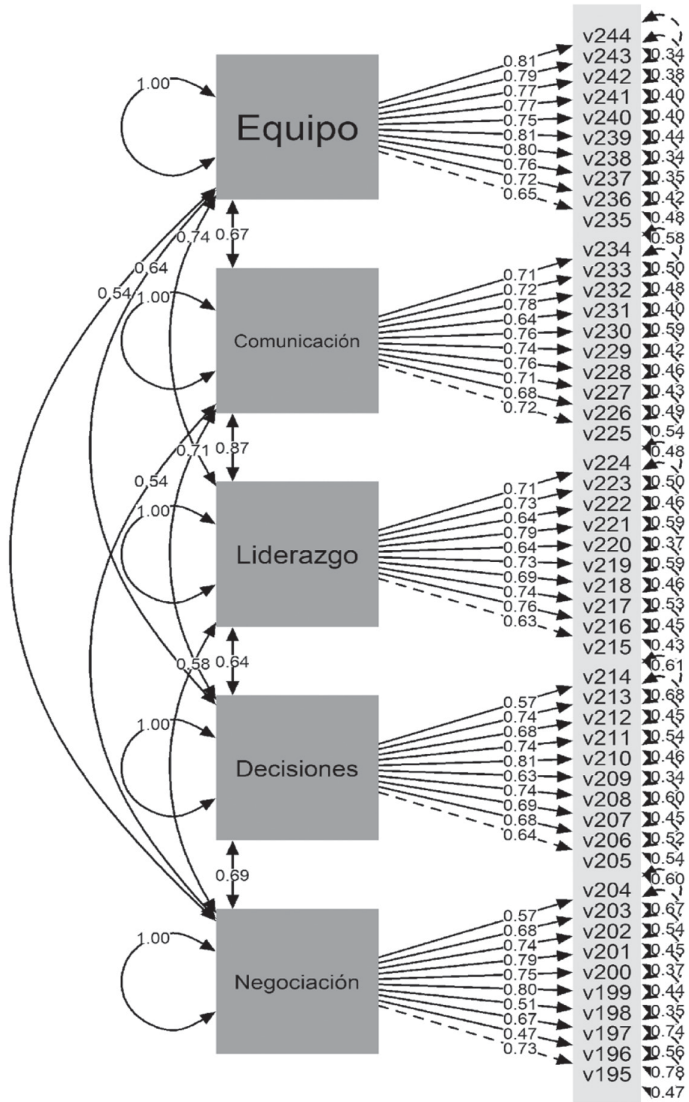 1.00
Equipo
0.81
0.79
0.77
0.77
0.75
0.81
0.80
0.76
0.72
0.65
v244
v243
v242
v241
v240
v239
v238
v237
v236
v235
0.34
0.38
0.40
0.40
0.44
0.34
0.35
0.42
0.48
0.58
0.74
0.67
0.64
0.54
1.00
Comunicación
0.71
0.72
0.78
0.64
0.76
0.74
0.76
0.71
0.68
0.72
v234
v233
v232
v231
v230
v229
v228
v227
v226
v225
0.50
0.48
0.40
0.59
0.42
0.46
0.43
0.49
0.54
0.48
0.71
0.87
0.54
1.00
Liderazgo
0.71
0.73
0.64
0.79
0.64
0.73
0.69
0.74
0.76
0.63
v224
v223
v222
v221
v220
v219
v218
v217
v216
v215
0.50
0.46
0.59
0.37
0.59
0.46
0.53
0.45
0.43
0.61
0.58
0.64
1.00
Decisiones
0.57
0.74
0.68
0.74
0.81
0.63
0.74
0.69
0.68
0.64
v214
v213
v212
v211
v210
v209
v208
v207
v206
v205
0.68
0.45
0.54
0.46
0.34
0.60
0.45
0.52
0.54
0.60
0.69
1.00
Negociación
0.57
0.68
0.74
0.79
0.75
0.80
0.51
0.67
0.47
0.73
v204
v203
v202
v201
v200
v199
v198
v197
v196
v195
0.67
0.54
0.45
0.37
0.44
0.35
0.74
0.56
0.78
0.47